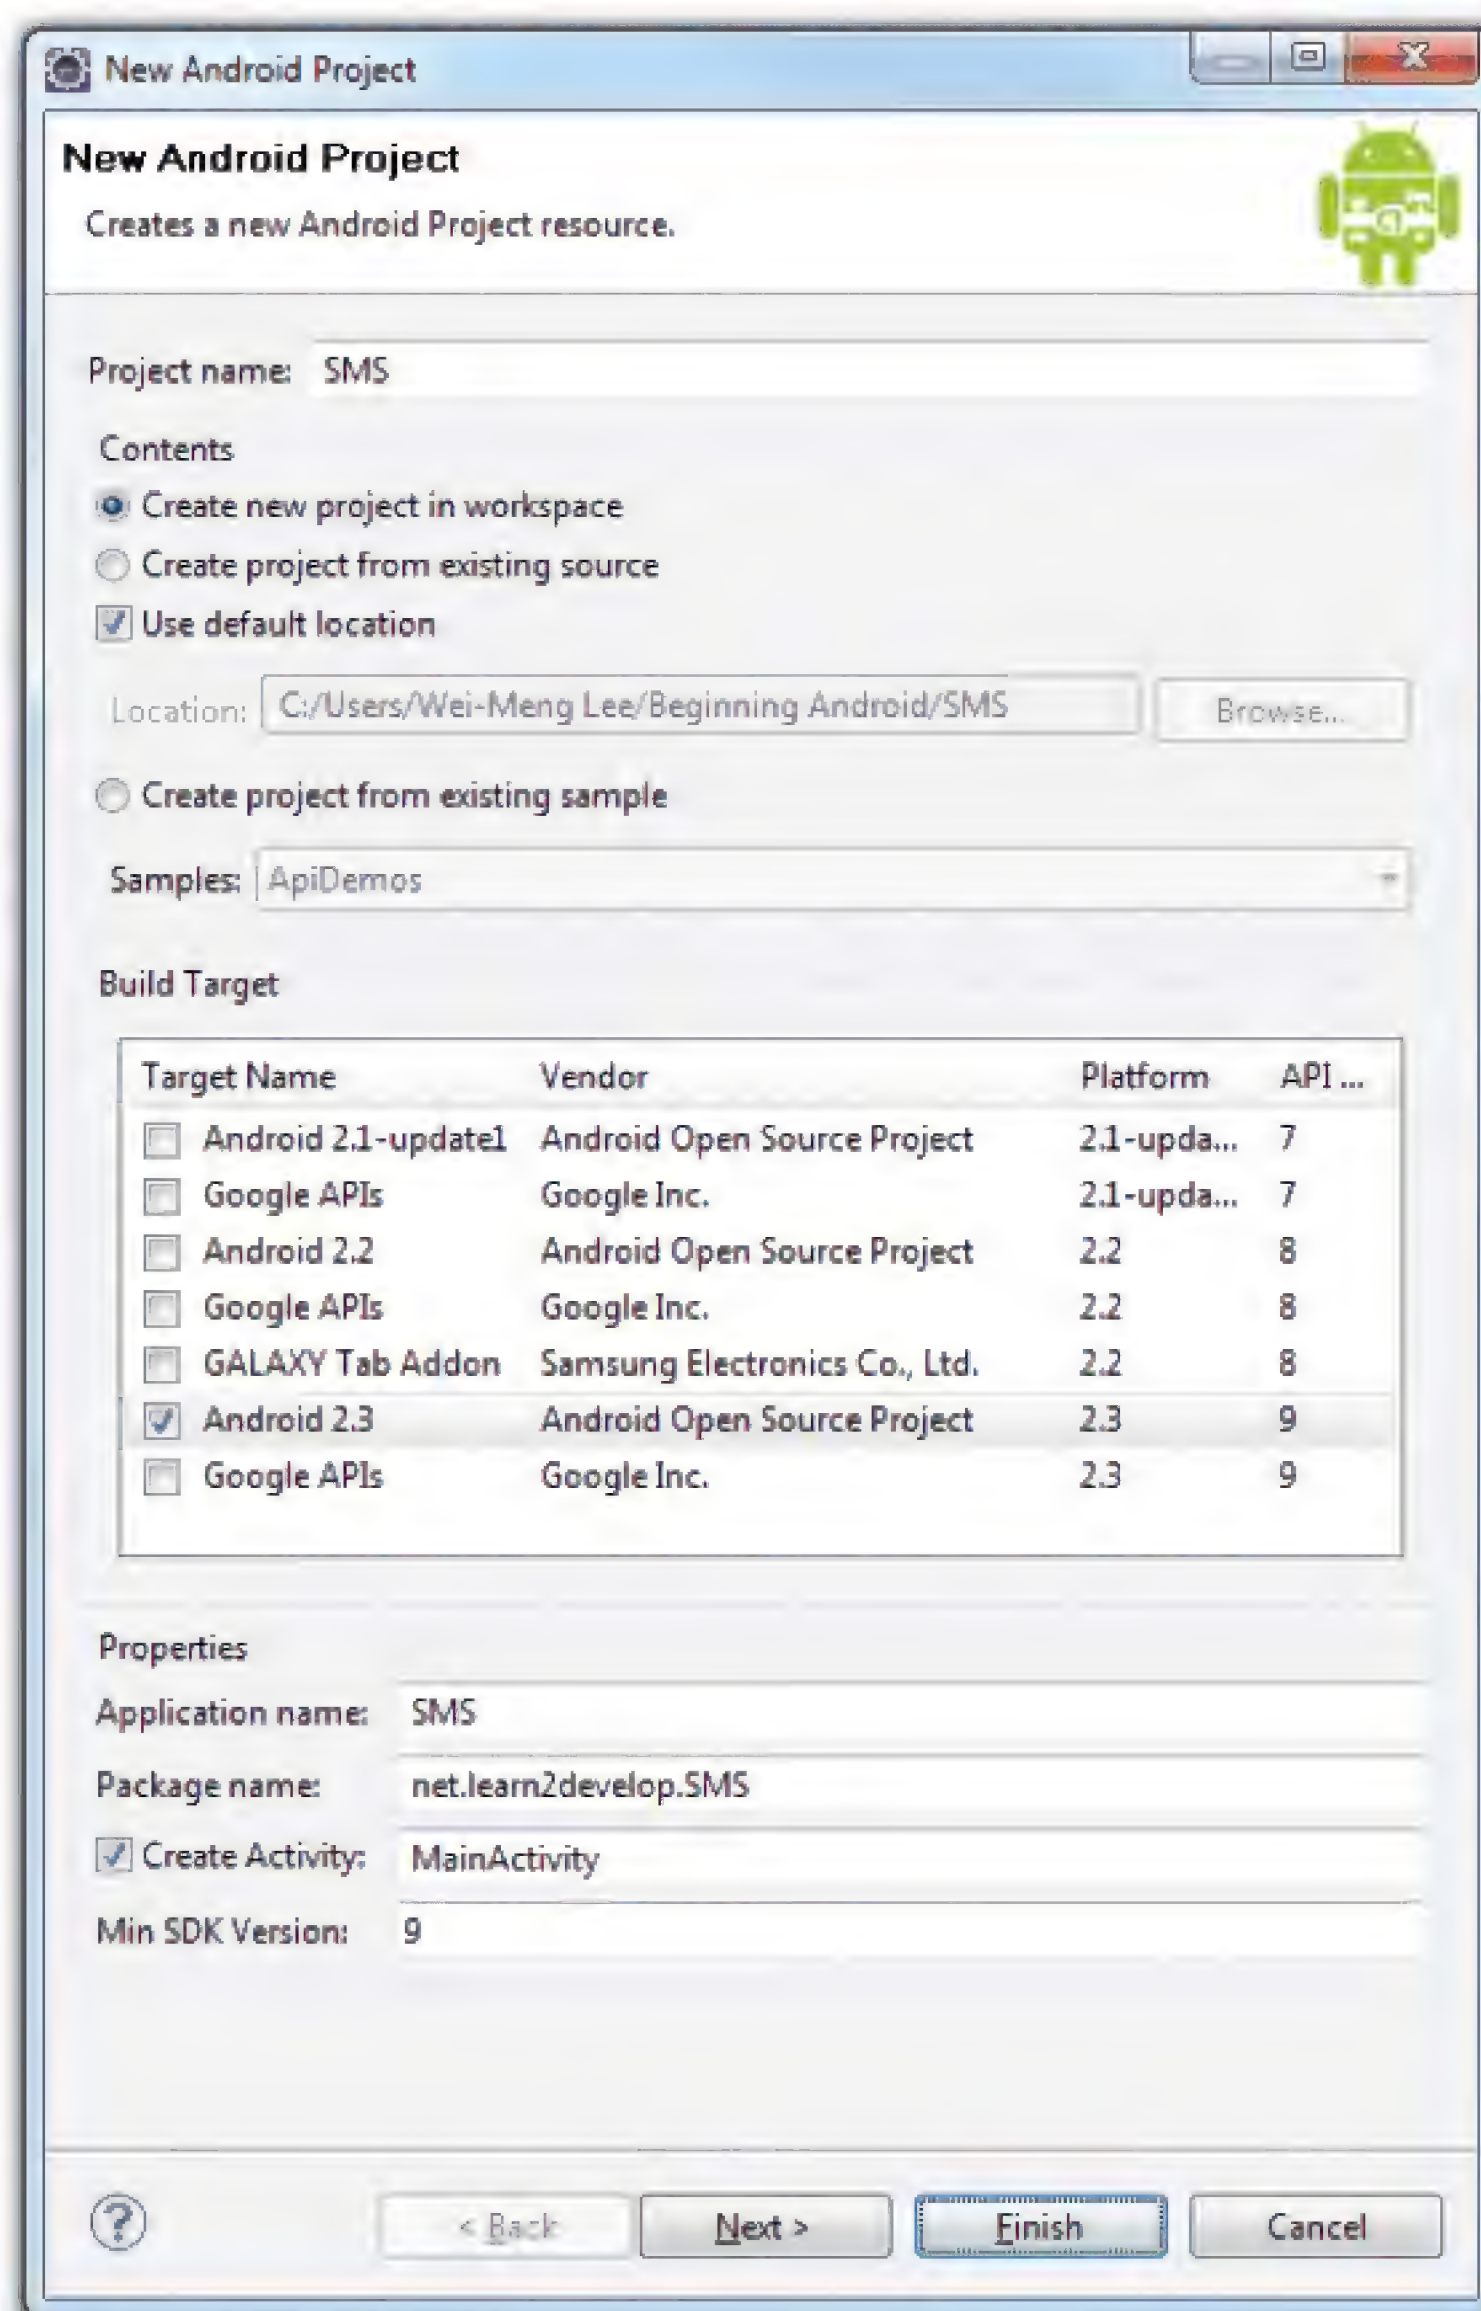 New Android Project
New Android Project
Creates a new Android Project resource.
Project name: SMS
Contents
Create new project in workspace
Create project from existing source
Use default location
Location: C:/Users/Wei-Meng Lee/Beginning Android/SMS Browse...
Create project from existing sample
Samples: ApiDemos
Build Target
Target Name Vendor Platform API ...
Android 2.1-update1 Android Open Source Project 2.1-upda... 7
Google APIs Google Inc. 2.1-upda... 7
Android 2.2 Android Open Source Project 2.2 8
Google APIs Google Inc. 2.2 8
GALAXY Tab Addon Samsung Electronics Co., Ltd. 2.2 8
Android 2.3 Android Open Source Project 2.3 9
Google APIs Google Inc. 2.3 9
Properties
Application name: SMS
Package name: net.learn2develop.SMS
Create Activity: MainActivity
Min SDK Version: 9
? < Back Next > Finish Cancel